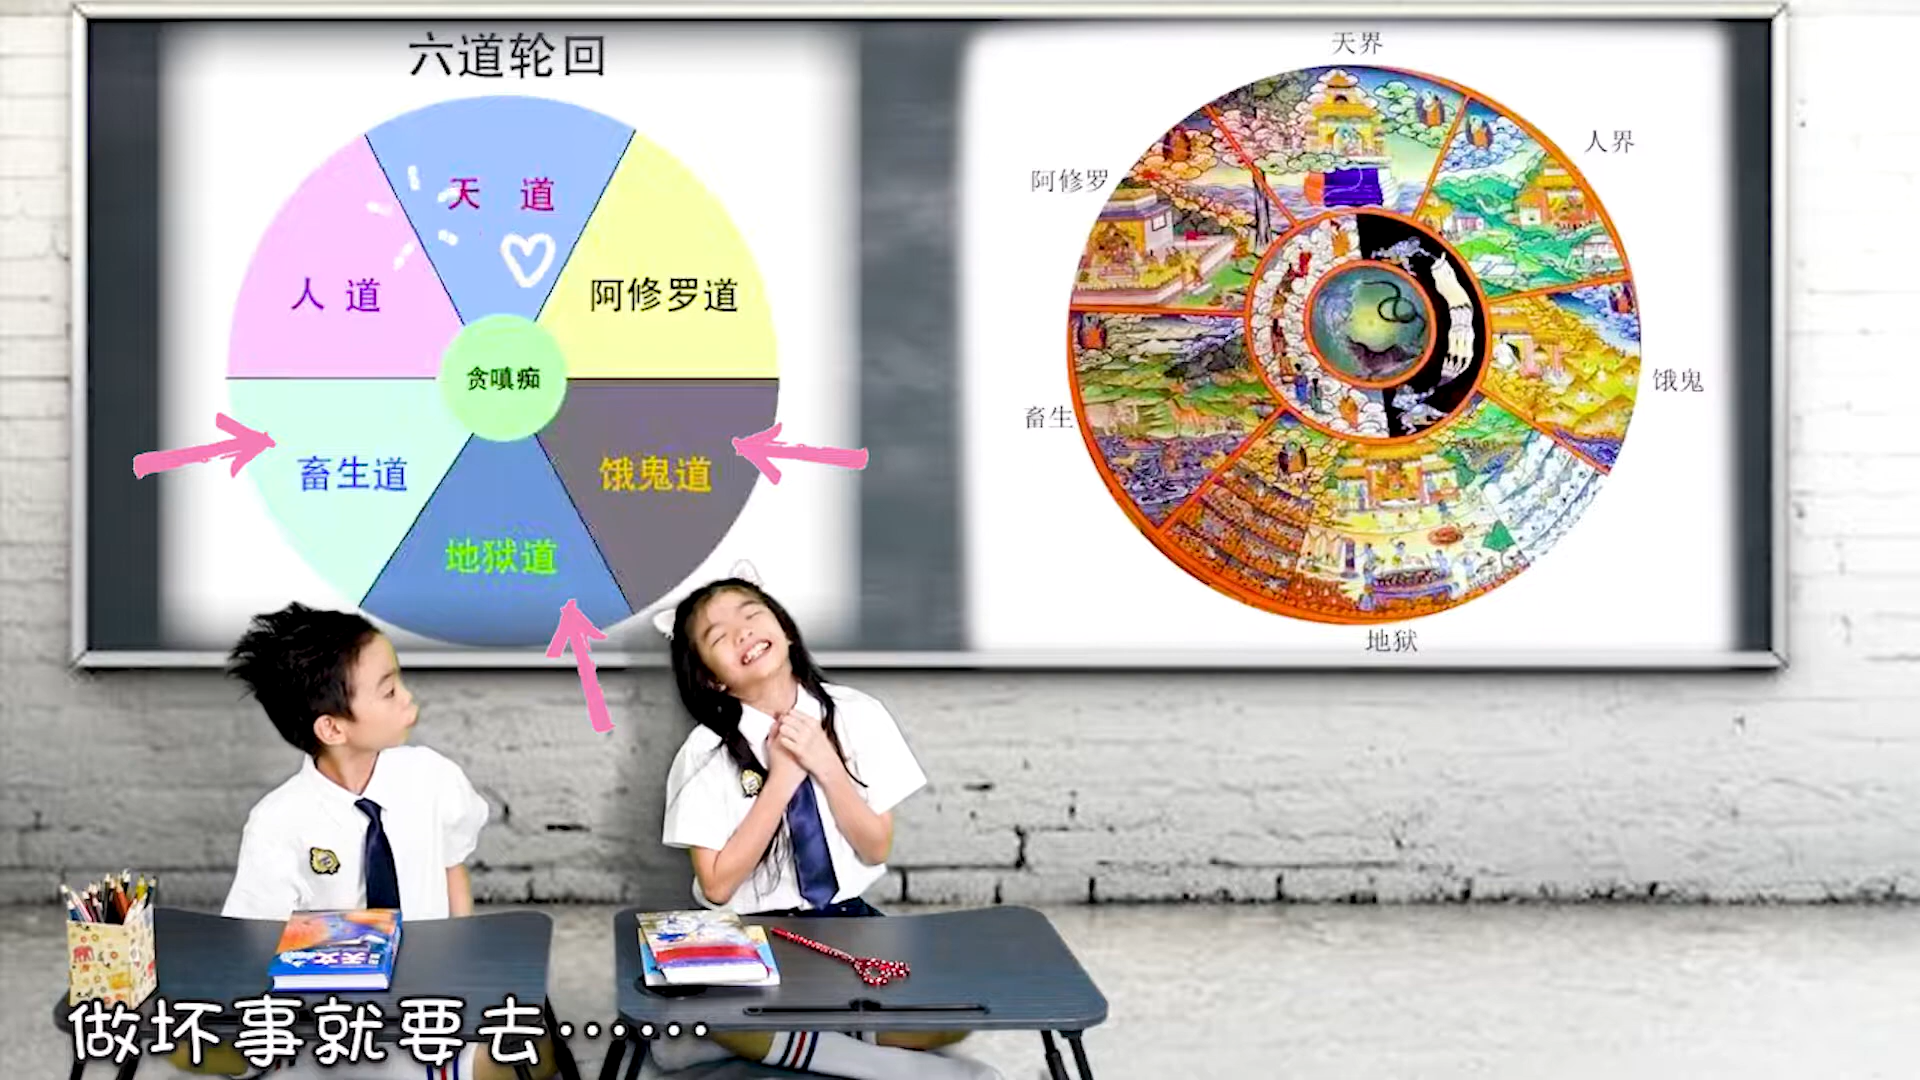 六道轮回
天 道
人 道
阿修罗道
贪嗔痴
畜生道
饿鬼道
地狱道
天界
人界
阿修罗
饿鬼
畜生
地狱
天文
做坏事就要去……